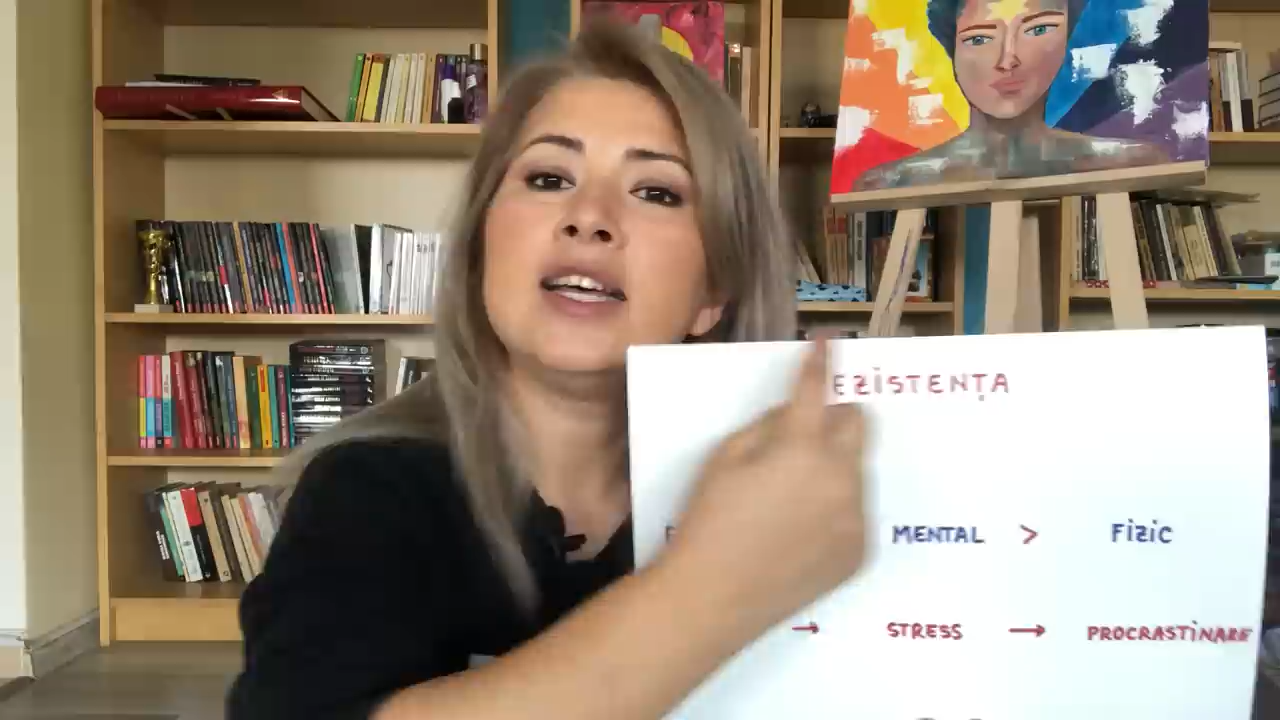 EZISTENȚA
MENTAL > Fizic
→ STRESS → PROCRASTiNARE